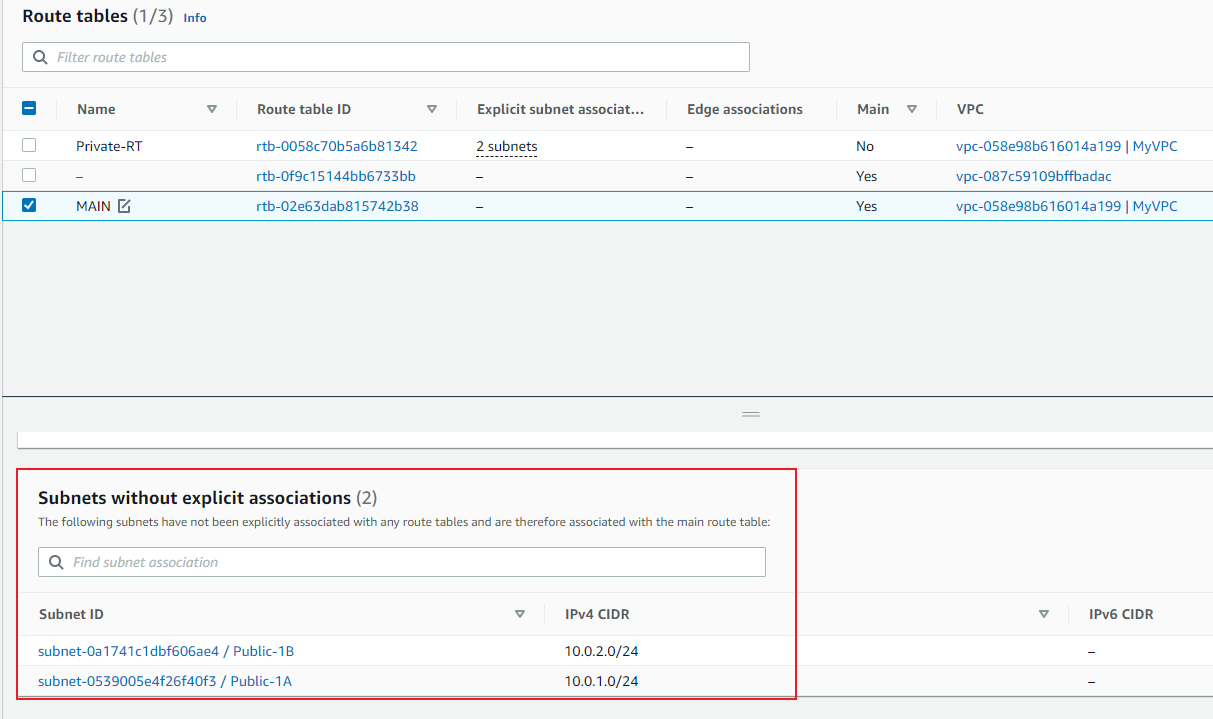 Route tables (1/3) Info
Filter route tables
Name Route table ID Explicit subnet associat... Edge associations Main VPC
Private-RT rtb-0058c70b5a6b81342 2 subnets – No vpc-058e98b616014a199 | MyVPC
– rtb-0f9c15144bb6733bb – – Yes vpc-087c59109bffbadac
MAIN rtb-02e63dab815742b38 – – Yes vpc-058e98b616014a199 | MyVPC
Subnets without explicit associations (2)
The following subnets have not been explicitly associated with any route tables and are therefore associated with the main route table:
Find subnet association
Subnet ID IPv4 CIDR IPv6 CIDR
subnet-0a1741c1dbf606ae4 / Public-1B 10.0.2.0/24 –
subnet-0539005e4f26f40f3 / Public-1A 10.0.1.0/24 –